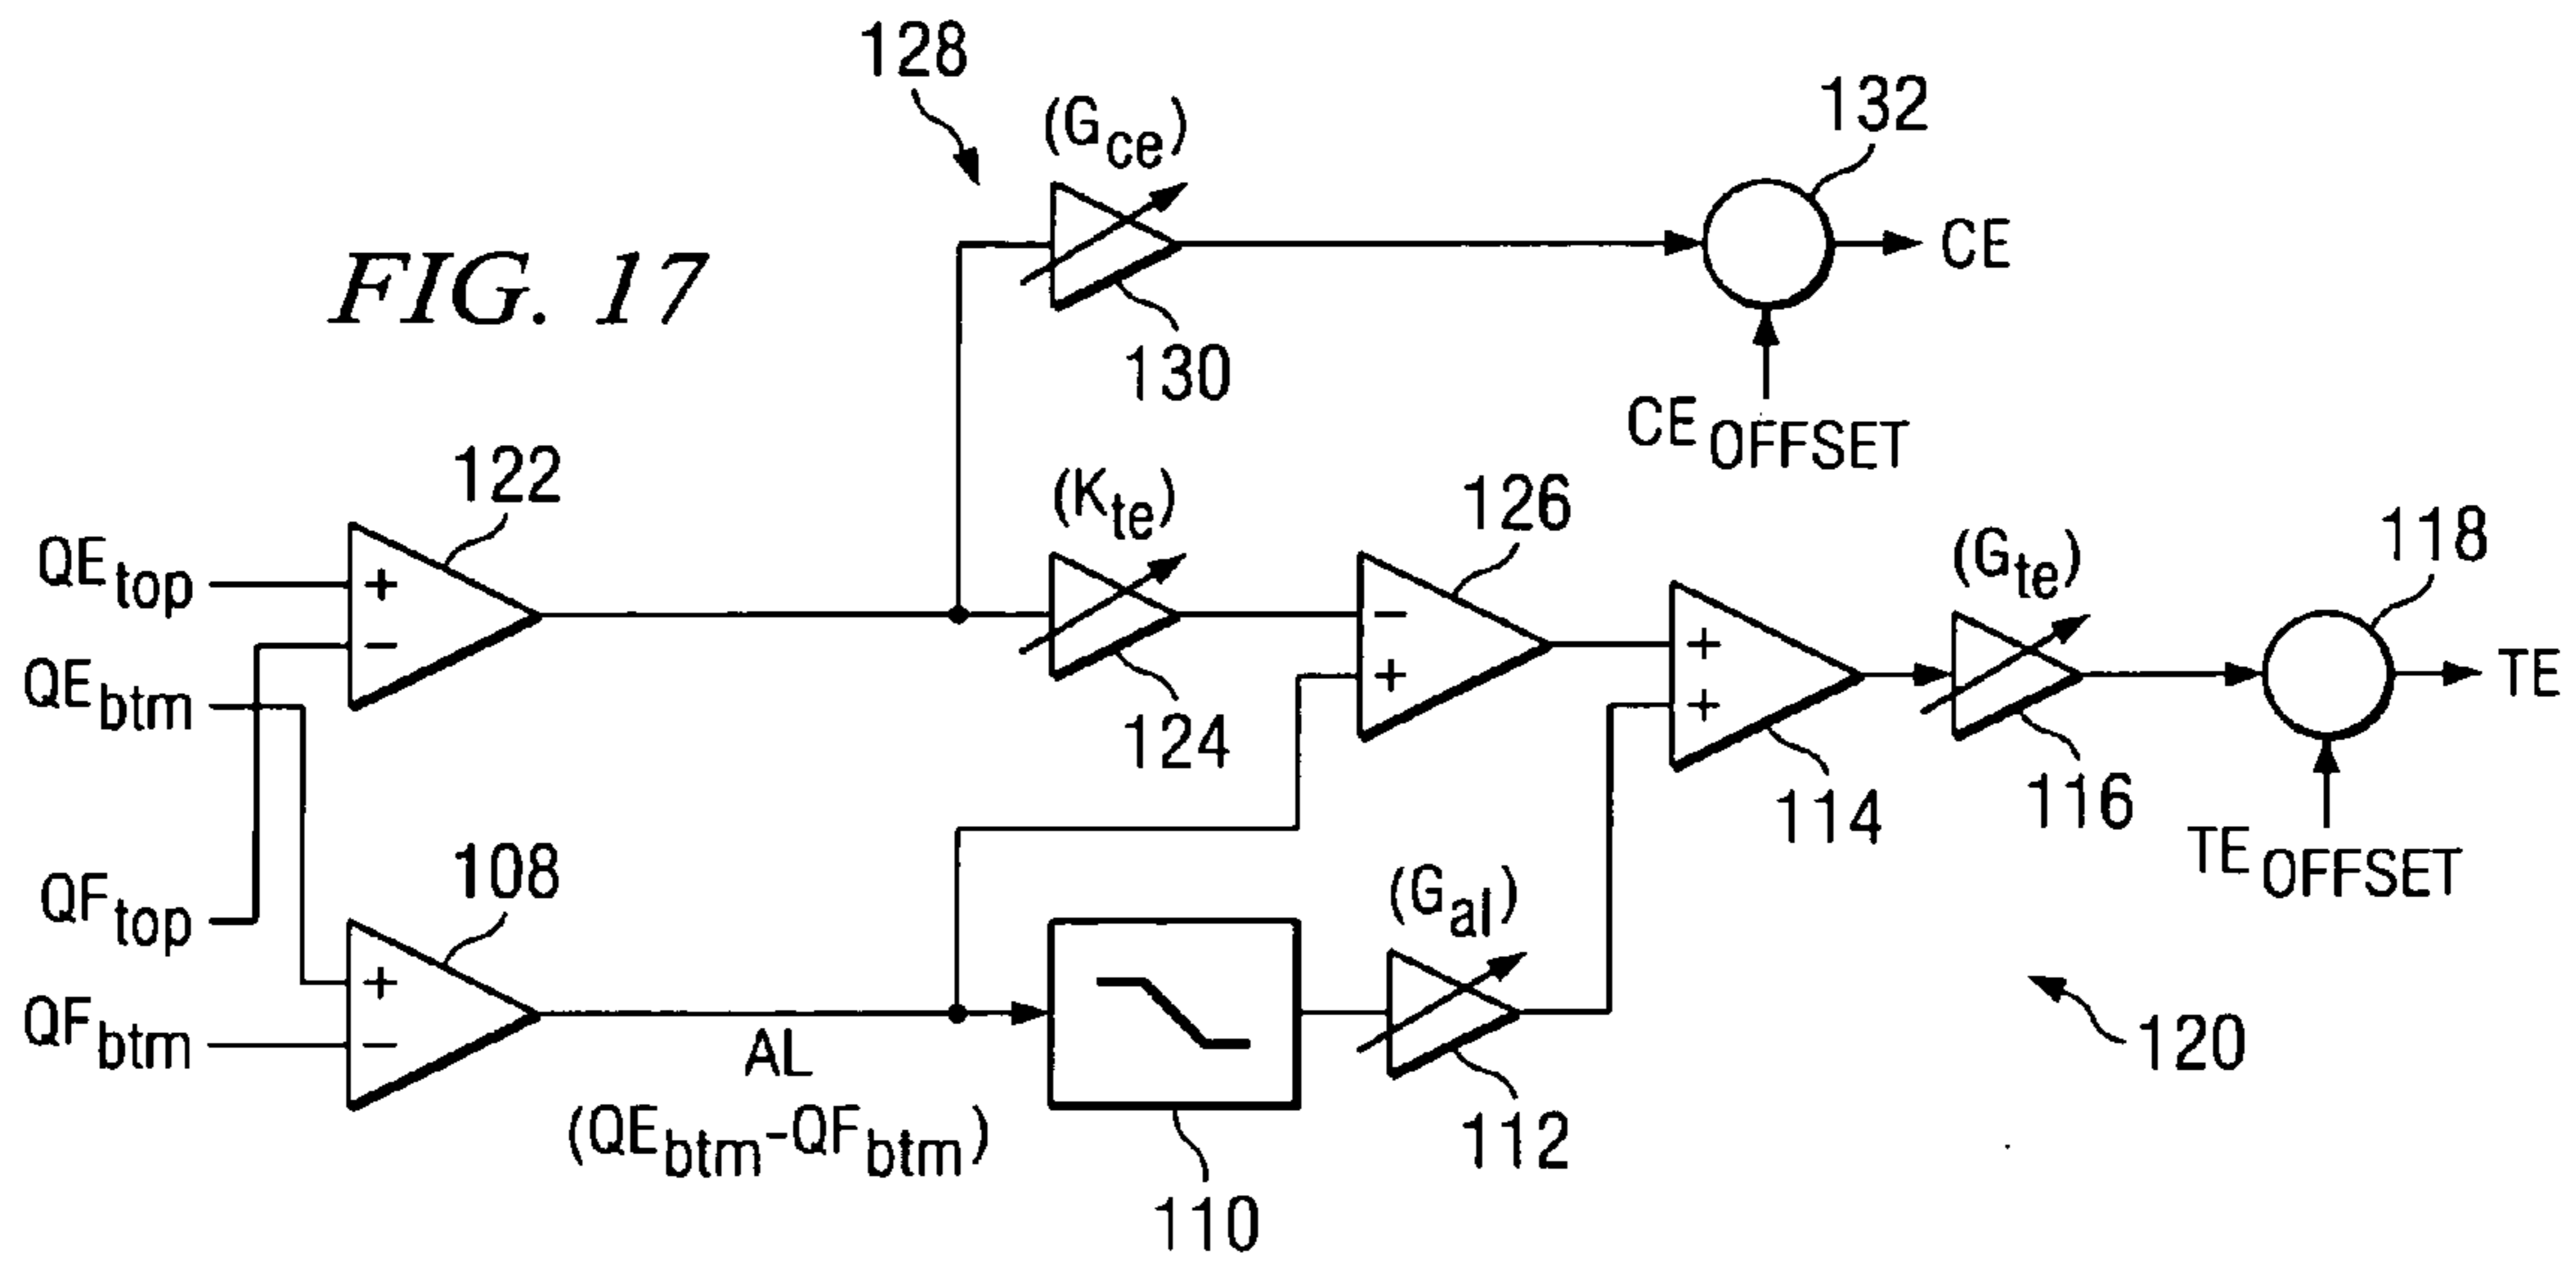 128
(Gce)
132
FIG. 17
CE
130
CE OFFSET
122
(Kte)
126
(Gte)
118
QEtop
+
−
−
+
+
+
QEbtm
TE
124
114
116
TE OFFSET
108
QFtop
(Gal)
+
−
QFbtm
AL
(QEbtm-QFbtm)
112
120
110